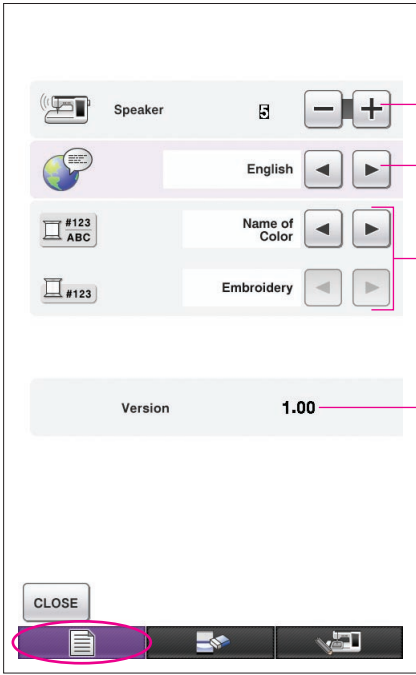 Speaker
5
− +
English
#123
ABC
Name of
Color
#123
Embroidery
Version
1.00
CLOSE